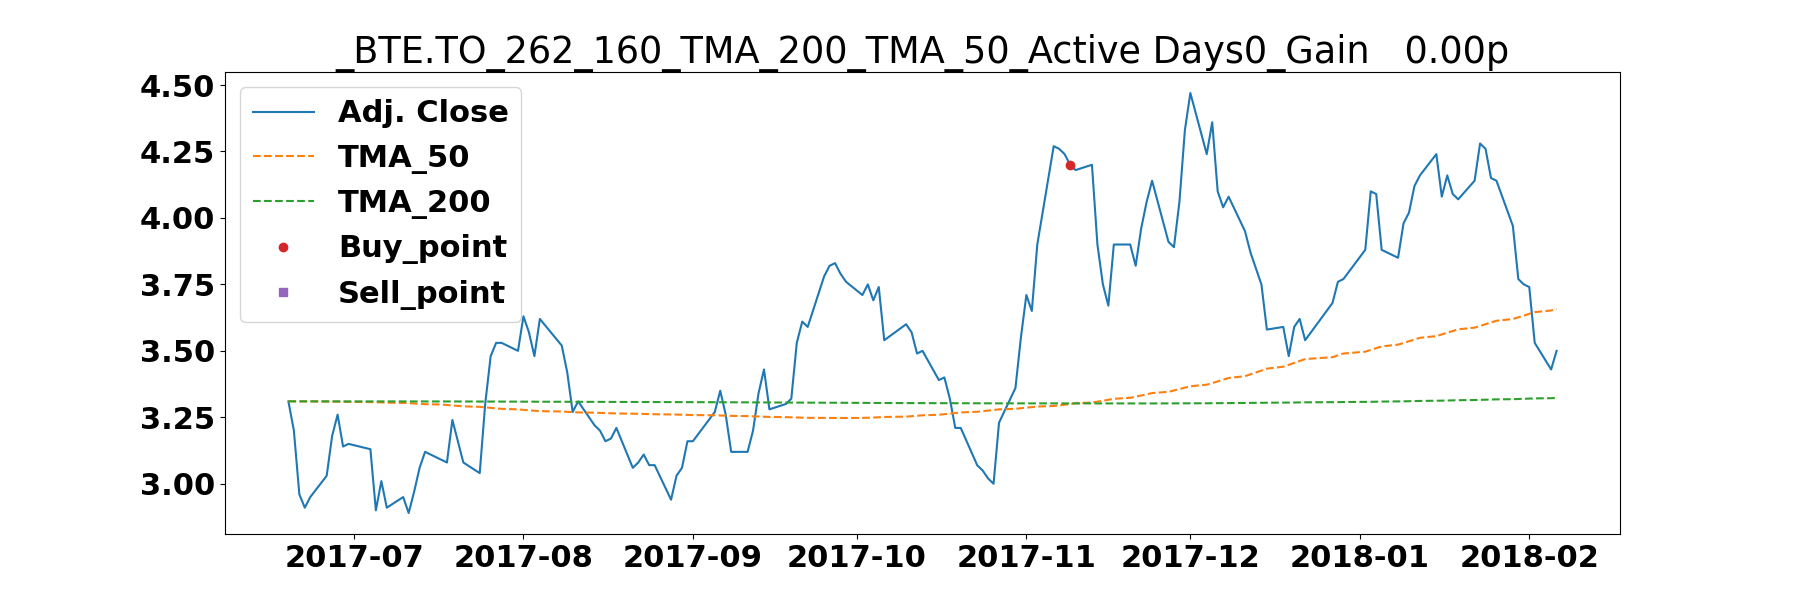 _BTE.TO_262_160_TMA_200_TMA_50_Active Days0_Gain   0.00p
4.50
4.25
4.00
3.75
3.50
3.25
3.00
Adj. Close
TMA_50
TMA_200
Buy_point
Sell_point
2017-07 2017-08 2017-09 2017-10 2017-11 2017-12 2018-01 2018-02